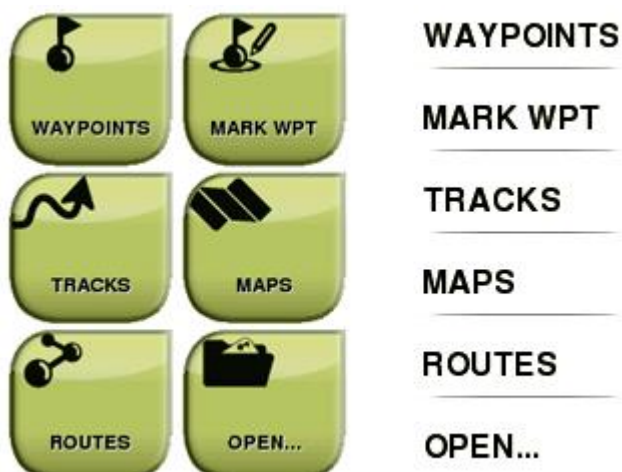 WAYPOINTS
MARK WPT
TRACKS
MAPS
ROUTES
OPEN...
WAYPOINTS
MARK WPT
TRACKS
MAPS
ROUTES
OPEN...